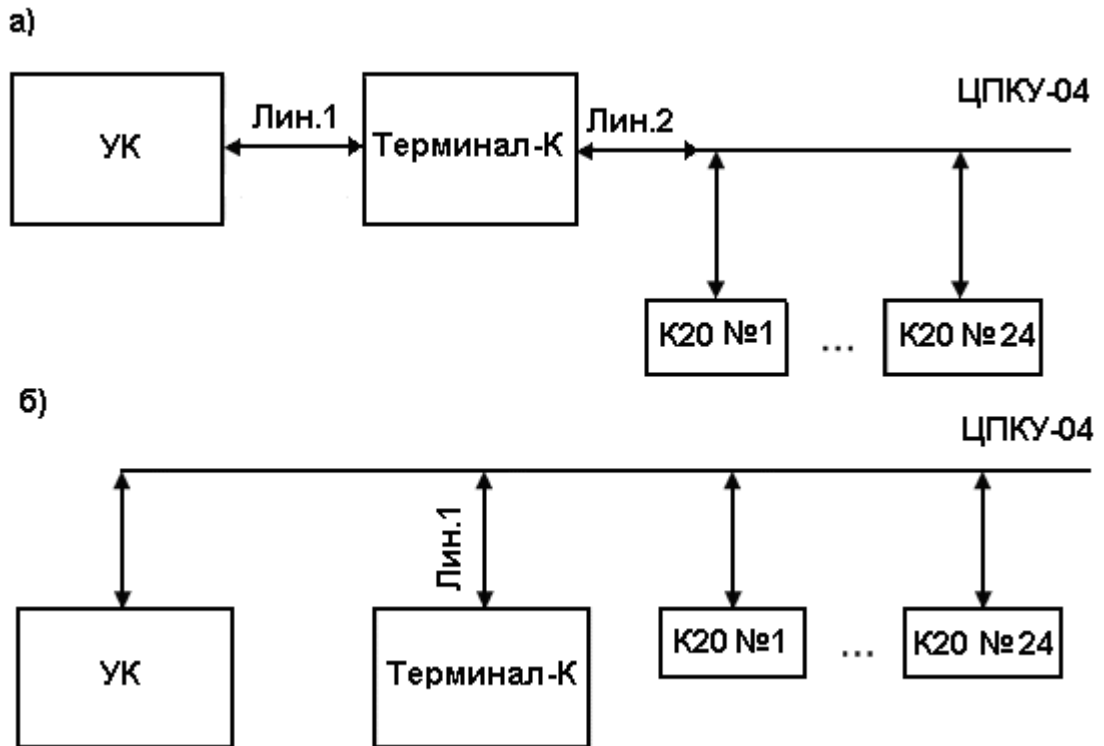 а)
ЦПКУ-04
УК
Лин.1
Терминал-К
Лин.2
К20 №1
...
К20 №24
б)
ЦПКУ-04
Лин.1
УК
Терминал-К
К20 №1
...
К20 №24